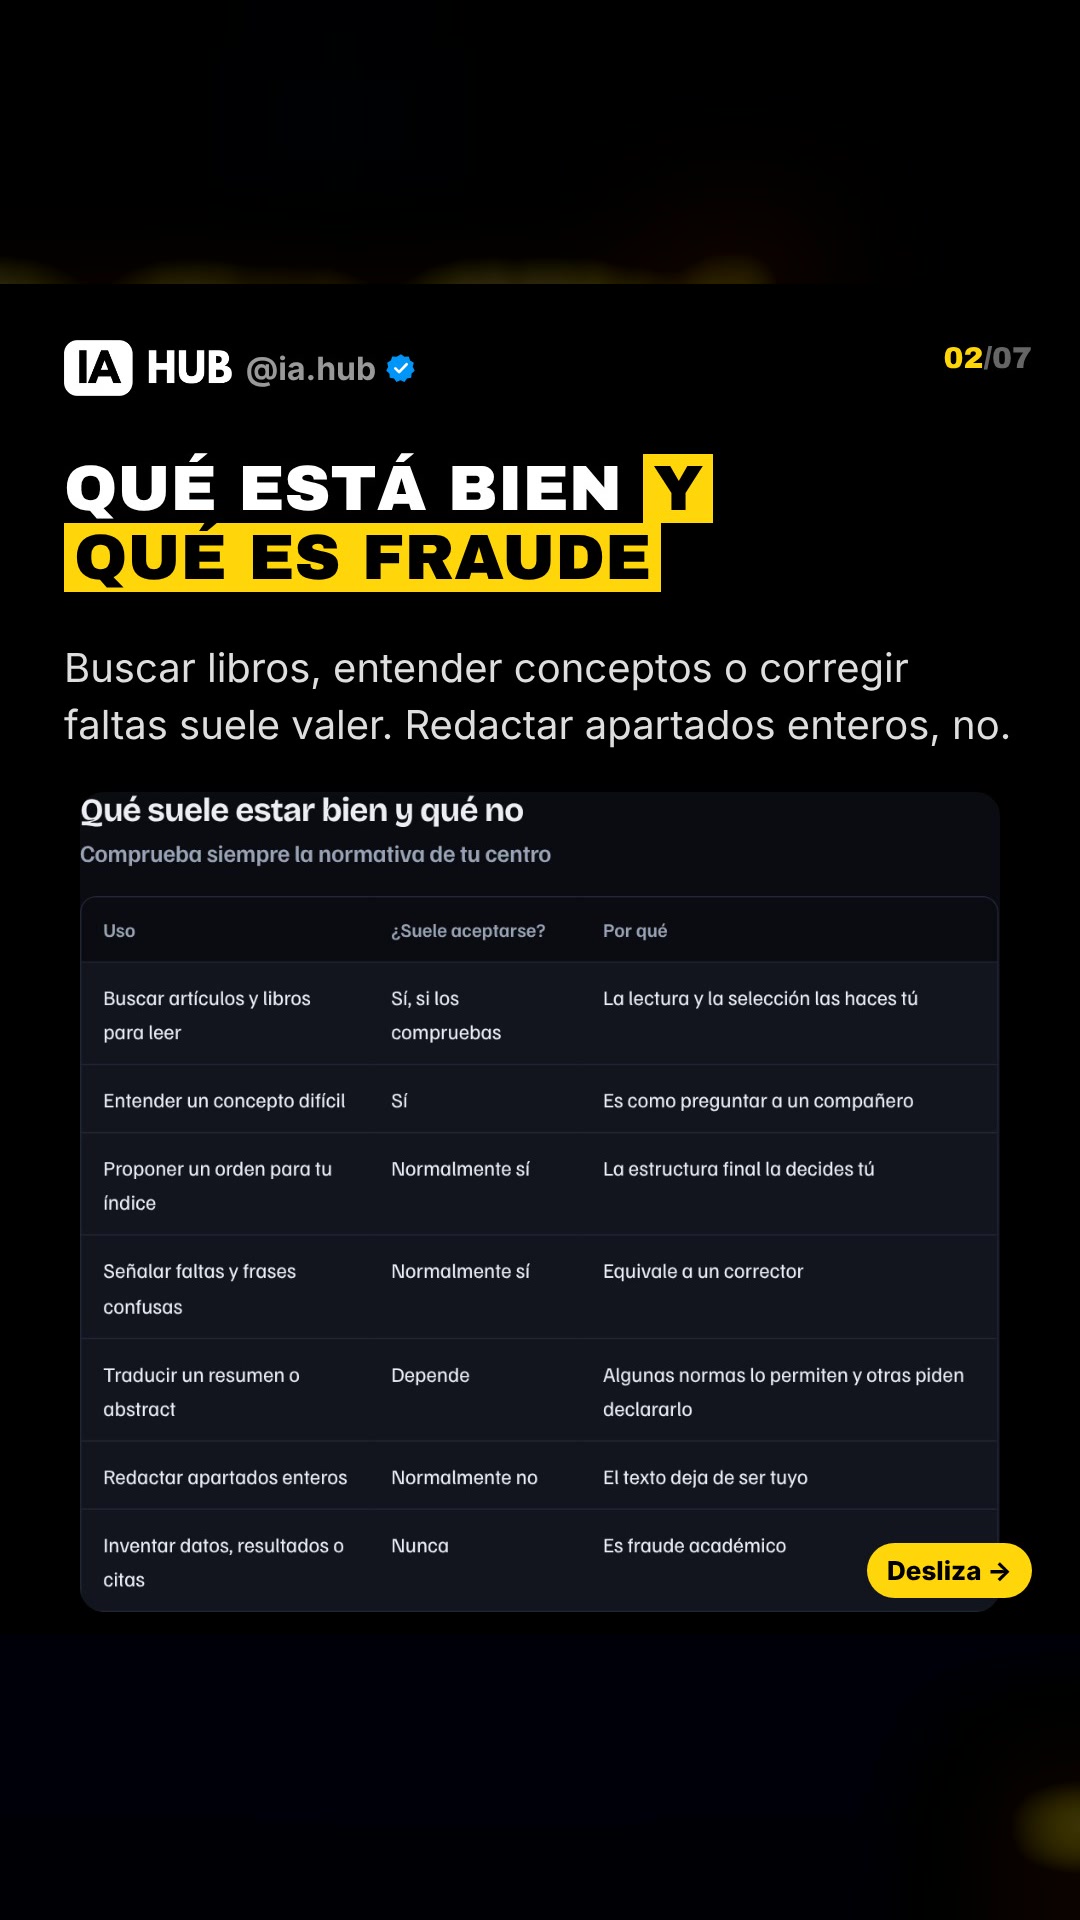 IA HUB @ia.hub
02/07
QUÉ ESTÁ BIEN Y
QUÉ ES FRAUDE
Buscar libros, entender conceptos o corregir
faltas suele valer. Redactar apartados enteros, no.
Qué suele estar bien y qué no
Comprueba siempre la normativa de tu centro
Uso ¿Suele aceptarse? Por qué
Buscar artículos y libros
para leer
Sí, si los
compruebas
La lectura y la selección las haces tú
Entender un concepto difícil
Sí
Es como preguntar a un compañero
Proponer un orden para tu
índice
Normalmente sí
La estructura final la decides tú
Señalar faltas y frases
confusas
Normalmente sí
Equivale a un corrector
Traducir un resumen o
abstract
Depende
Algunas normas lo permiten y otras piden
declararlo
Redactar apartados enteros
Normalmente no
El texto deja de ser tuyo
Inventar datos, resultados o
citas
Nunca
Es fraude académico
Desliza →